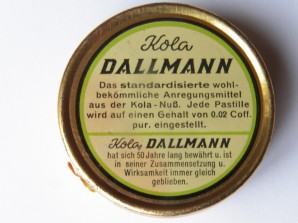 Kola
DALLMANN
Das standardisierte wohl-
bekömmliche Anregungsmittel
aus der Kola-Nuß. Jede Pastille
wird auf einen Gehalt von 0.02 Coff.
pur. eingestellt.
Kola DALLMANN
hat sich 50 Jahre lang bewährt u. ist
in seiner Zusammensetzung u.
Wirksamkeit immer gleich
geblieben.